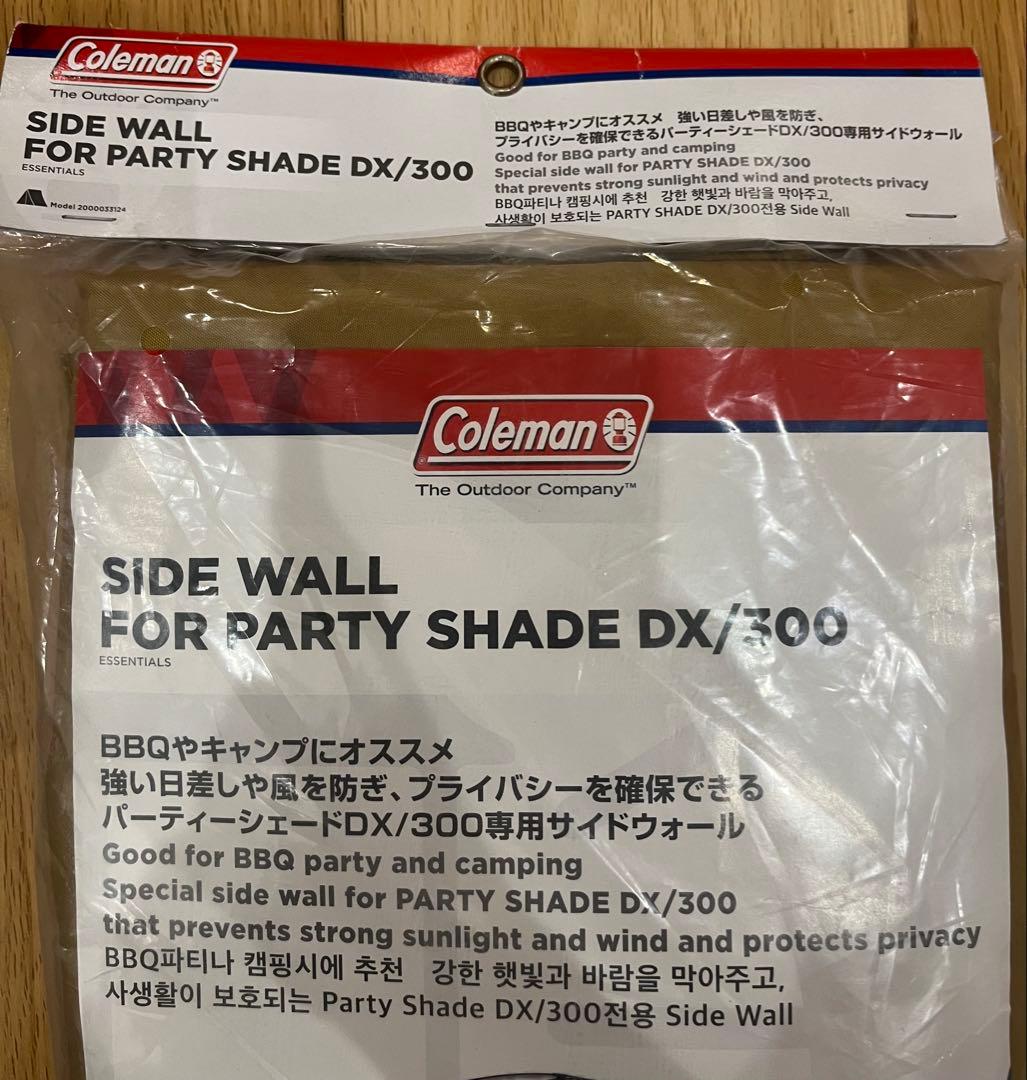 Coleman
The Outdoor Company™
SIDE WALL
FOR PARTY SHADE DX/300
ESSENTIALS
Model 2000033124
BBQやキャンプにオススメ 強い日差しや風を防ぎ、
プライバシーを確保できるパーティーシェードDX/300専用サイドウォール
Good for BBQ party and camping
Special side wall for PARTY SHADE DX/300
that prevents strong sunlight and wind and protects privacy
BBQ파티나 캠핑시에 추천 강한 햇빛과 바람을 막아주고,
사생활이 보호되는 PARTY SHADE DX/300전용 Side Wall
Coleman
The Outdoor Company™
SIDE WALL
FOR PARTY SHADE DX/300
ESSENTIALS
BBQやキャンプにオススメ
強い日差しや風を防ぎ、プライバシーを確保できる
パーティーシェードDX/300専用サイドウォール
Good for BBQ party and camping
Special side wall for PARTY SHADE DX/300
that prevents strong sunlight and wind and protects privacy
BBQ파티나 캠핑시에 추천 강한 햇빛과 바람을 막아주고,
사생활이 보호되는 Party Shade DX/300전용 Side Wall